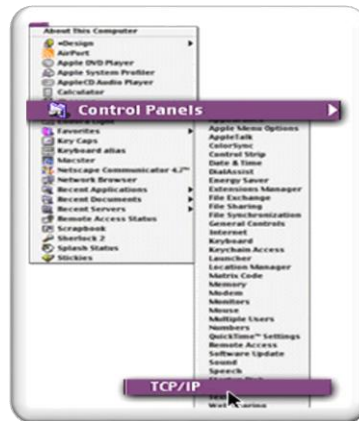 About This Computer
Design
AirPort
Apple DVD Player
Apple System Profiler
AppleCD Audio Player
Calculator
Control Panels
Favorites
Key Caps
Keyboard alias
Macster
Netscape Communicator 4.7™
Network Browser
Recent Applications
Recent Documents
Recent Servers
Remote Access Status
Scrapbook
Sherlock 2
Splash Status
Stickies
Apple Menu Options
AppleTalk
ColorSync
Control Strip
Date & Time
DialAssist
Energy Saver
Extensions Manager
File Exchange
File Sharing
File Synchronization
General Controls
Internet
Keyboard
Keychain Access
Launcher
Location Manager
Matrix Code
Memory
Modem
Monitors
Mouse
Multiple Users
Numbers
QuickTime™ Settings
Remote Access
Software Update
Sound
Speech
TCP/IP